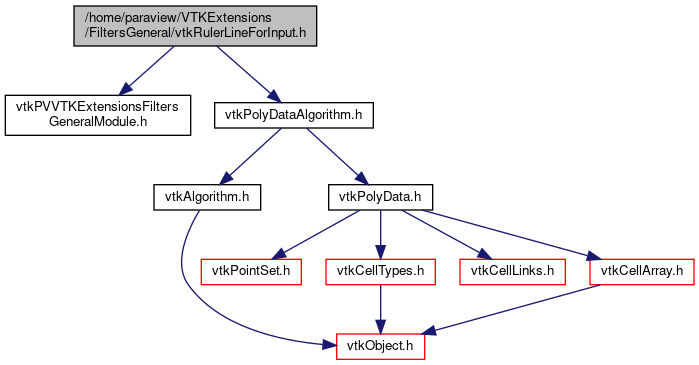 /home/paraview/VTKExtensions
/FiltersGeneral/vtkRulerLineForInput.h
vtkPVVTKExtensionsFilters
GeneralModule.h
vtkPolyDataAlgorithm.h
vtkAlgorithm.h
vtkPolyData.h
vtkPointSet.h
vtkCellTypes.h
vtkCellLinks.h
vtkCellArray.h
vtkObject.h